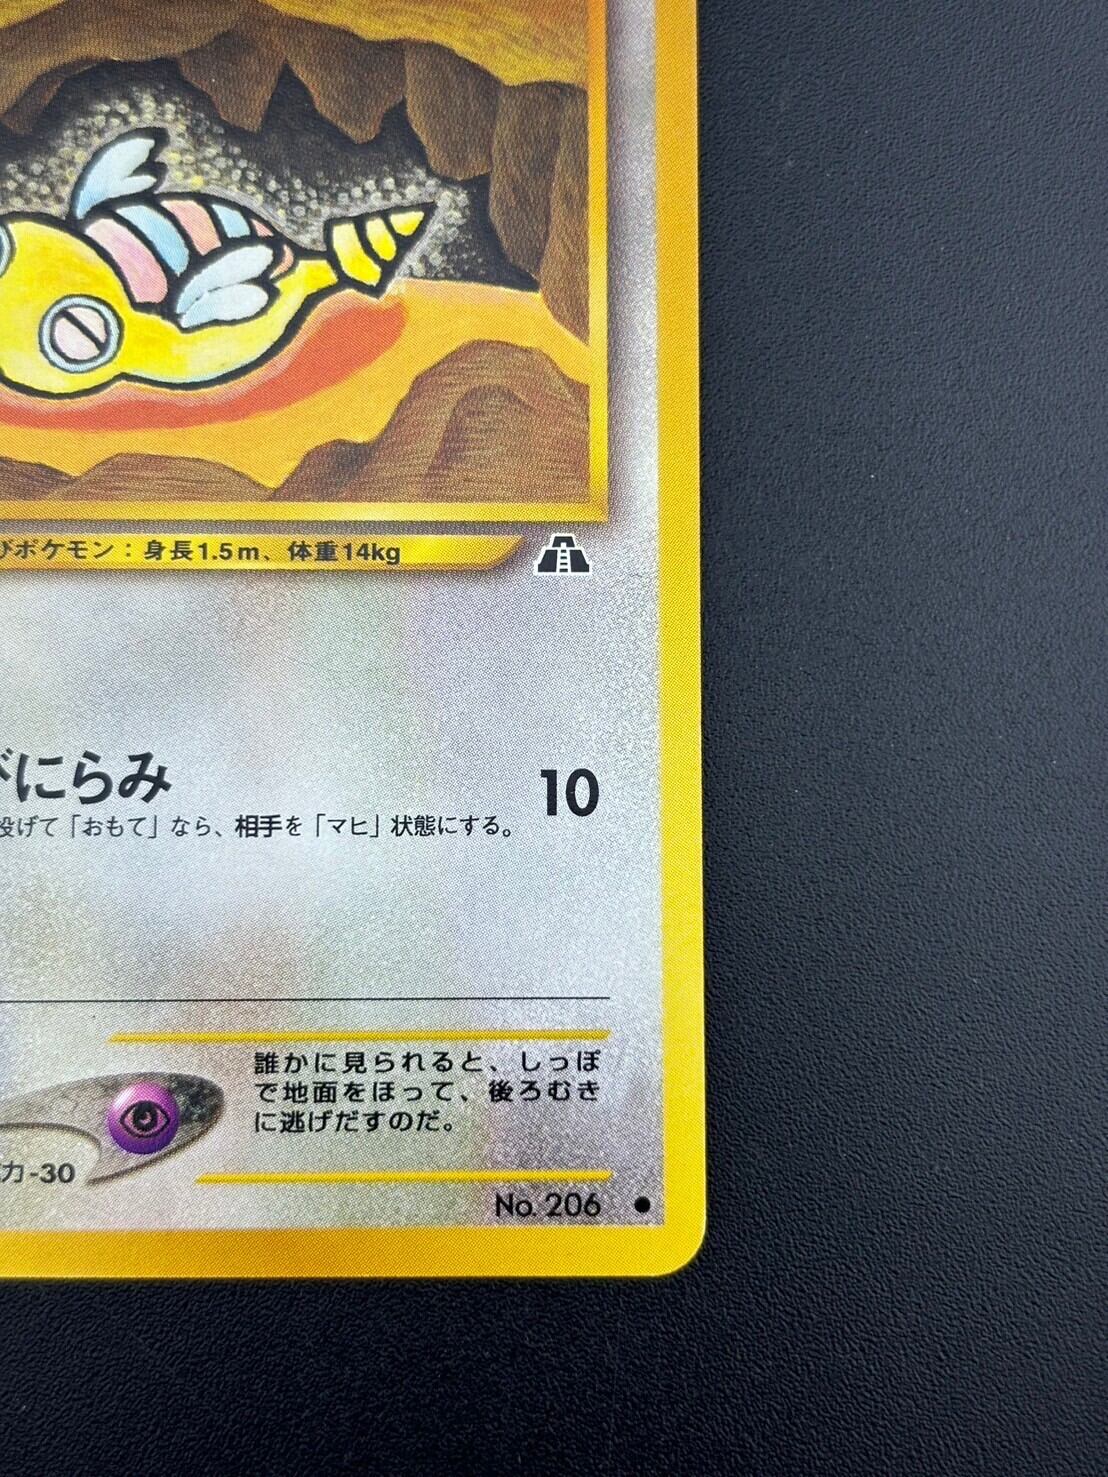 びポケモン：身長1.5m、体重14kg
びにらみ
10
投げて「おもて」なら、相手を「マヒ」状態にする。
誰かに見られると、しっぽ
で地面をほって、後ろむき
に逃げだすのだ。
力-30
No. 206 ●